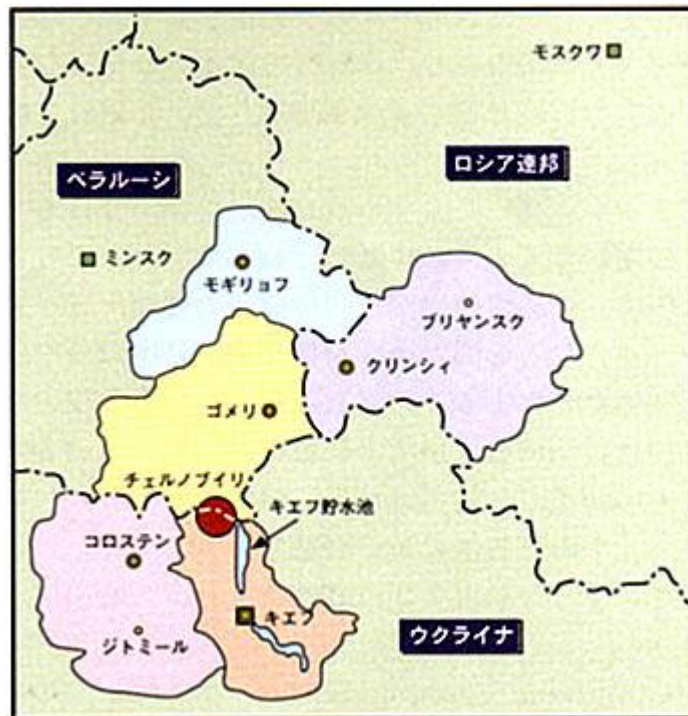 モスクワ
ロシア連邦
ベラルーシ
ミンスク
モギリョフ
ブリヤンスク
クリンシィ
ゴメリ
チェルノブイリ
キエフ貯水池
コロステン
キエフ
ウクライナ
ジトミール